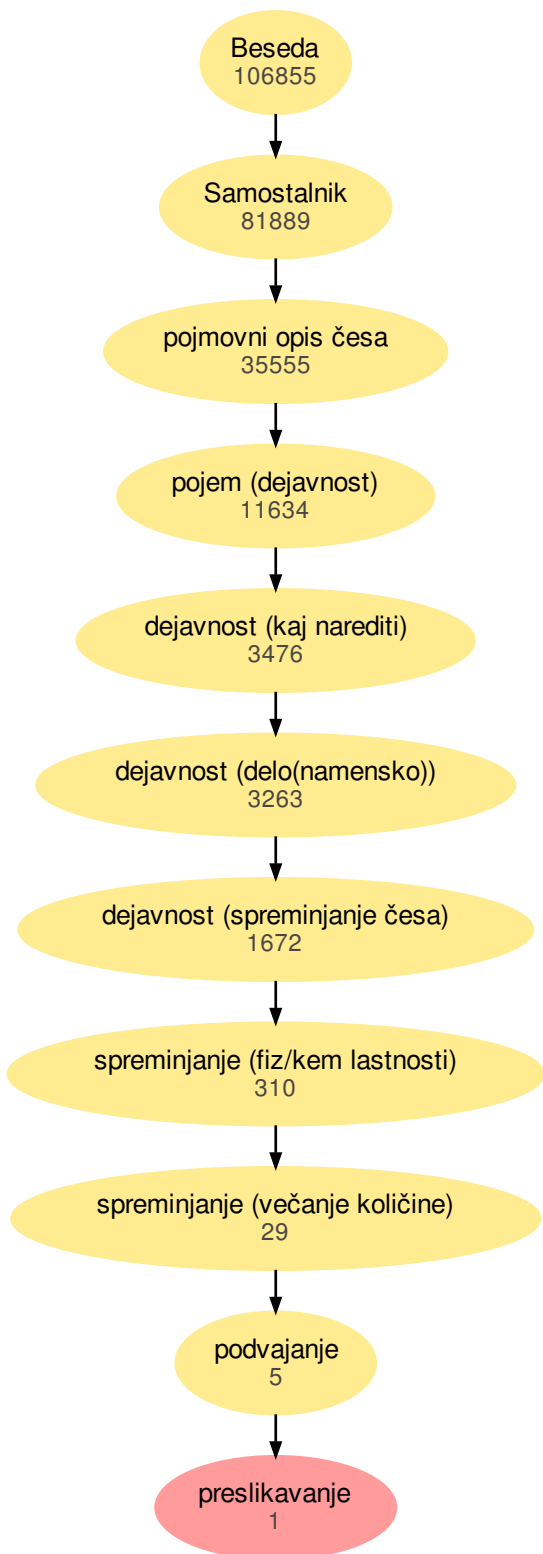 Beseda
106855
Samostalnik
81889
pojmovni opis česa
35555
pojem (dejavnost)
11634
dejavnost (kaj narediti)
3476
dejavnost (delo(namensko))
3263
dejavnost (spreminjanje česa)
1672
spreminjanje (fiz/kem lastnosti)
310
spreminjanje (večanje količine)
29
podvajanje
5
preslikavanje
1